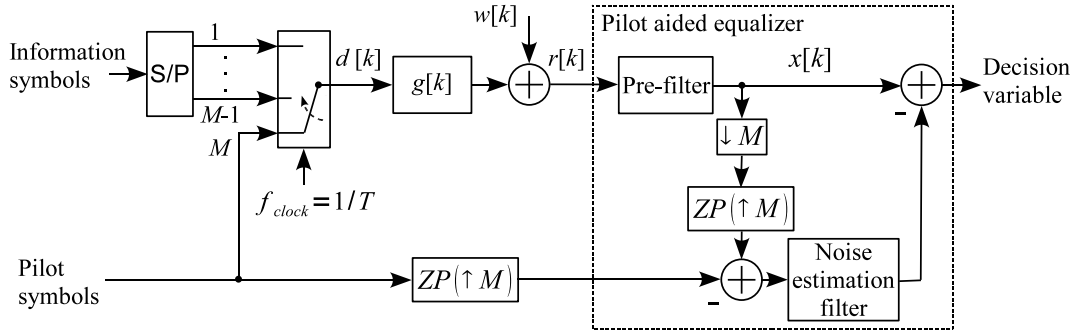 Information
symbols
S/P
1
M-1
M
d [k]
g[k]
w[k]
r[k]
f clock = 1/T
Pilot aided equalizer
Pre-filter
x[k]
↓ M
ZP(↑ M)
-
Decision
variable
Pilot
symbols
ZP(↑ M)
-
Noise
estimation
filter